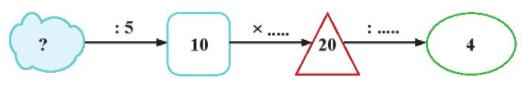 : 5 × ..... : .....
? 10 20 4